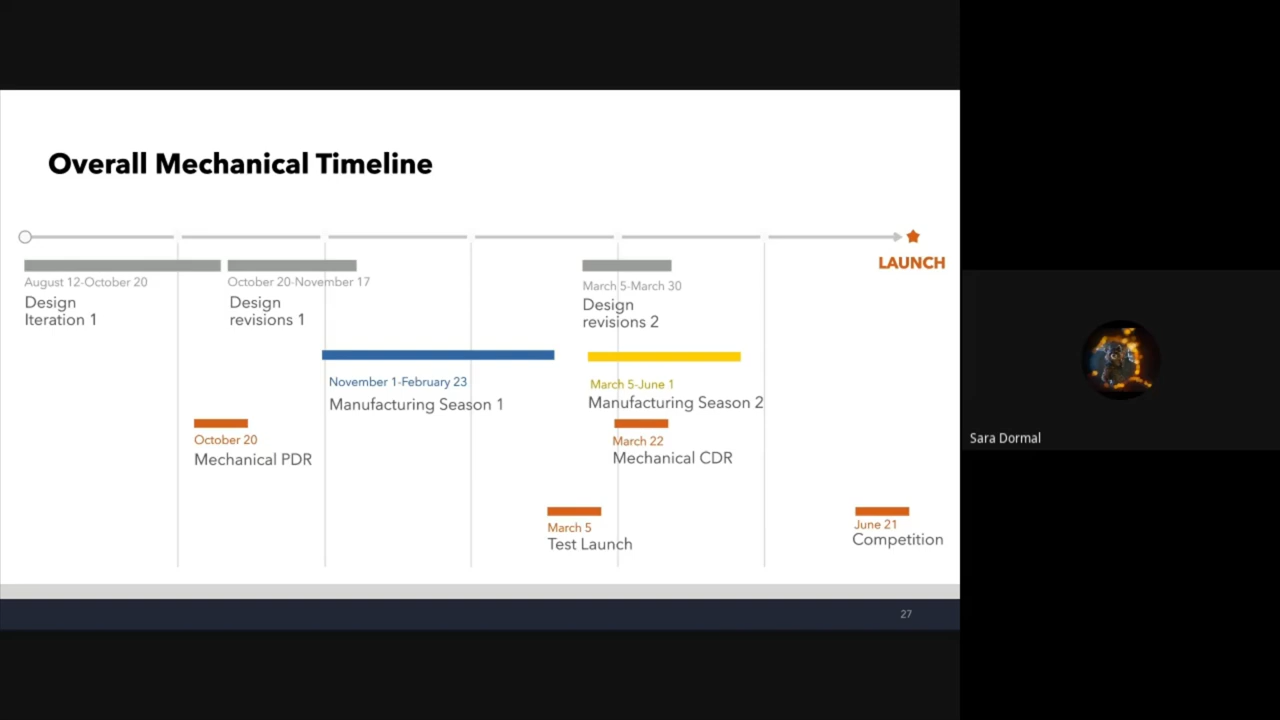 Overall Mechanical Timeline
LAUNCH
August 12-October 20
Design
Iteration 1
October 20-November 17
Design
revisions 1
March 5-March 30
Design
revisions 2
November 1-February 23
Manufacturing Season 1
March 5-June 1
Manufacturing Season 2
October 20
Mechanical PDR
March 22
Mechanical CDR
March 5
Test Launch
June 21
Competition
27
Sara Dormal